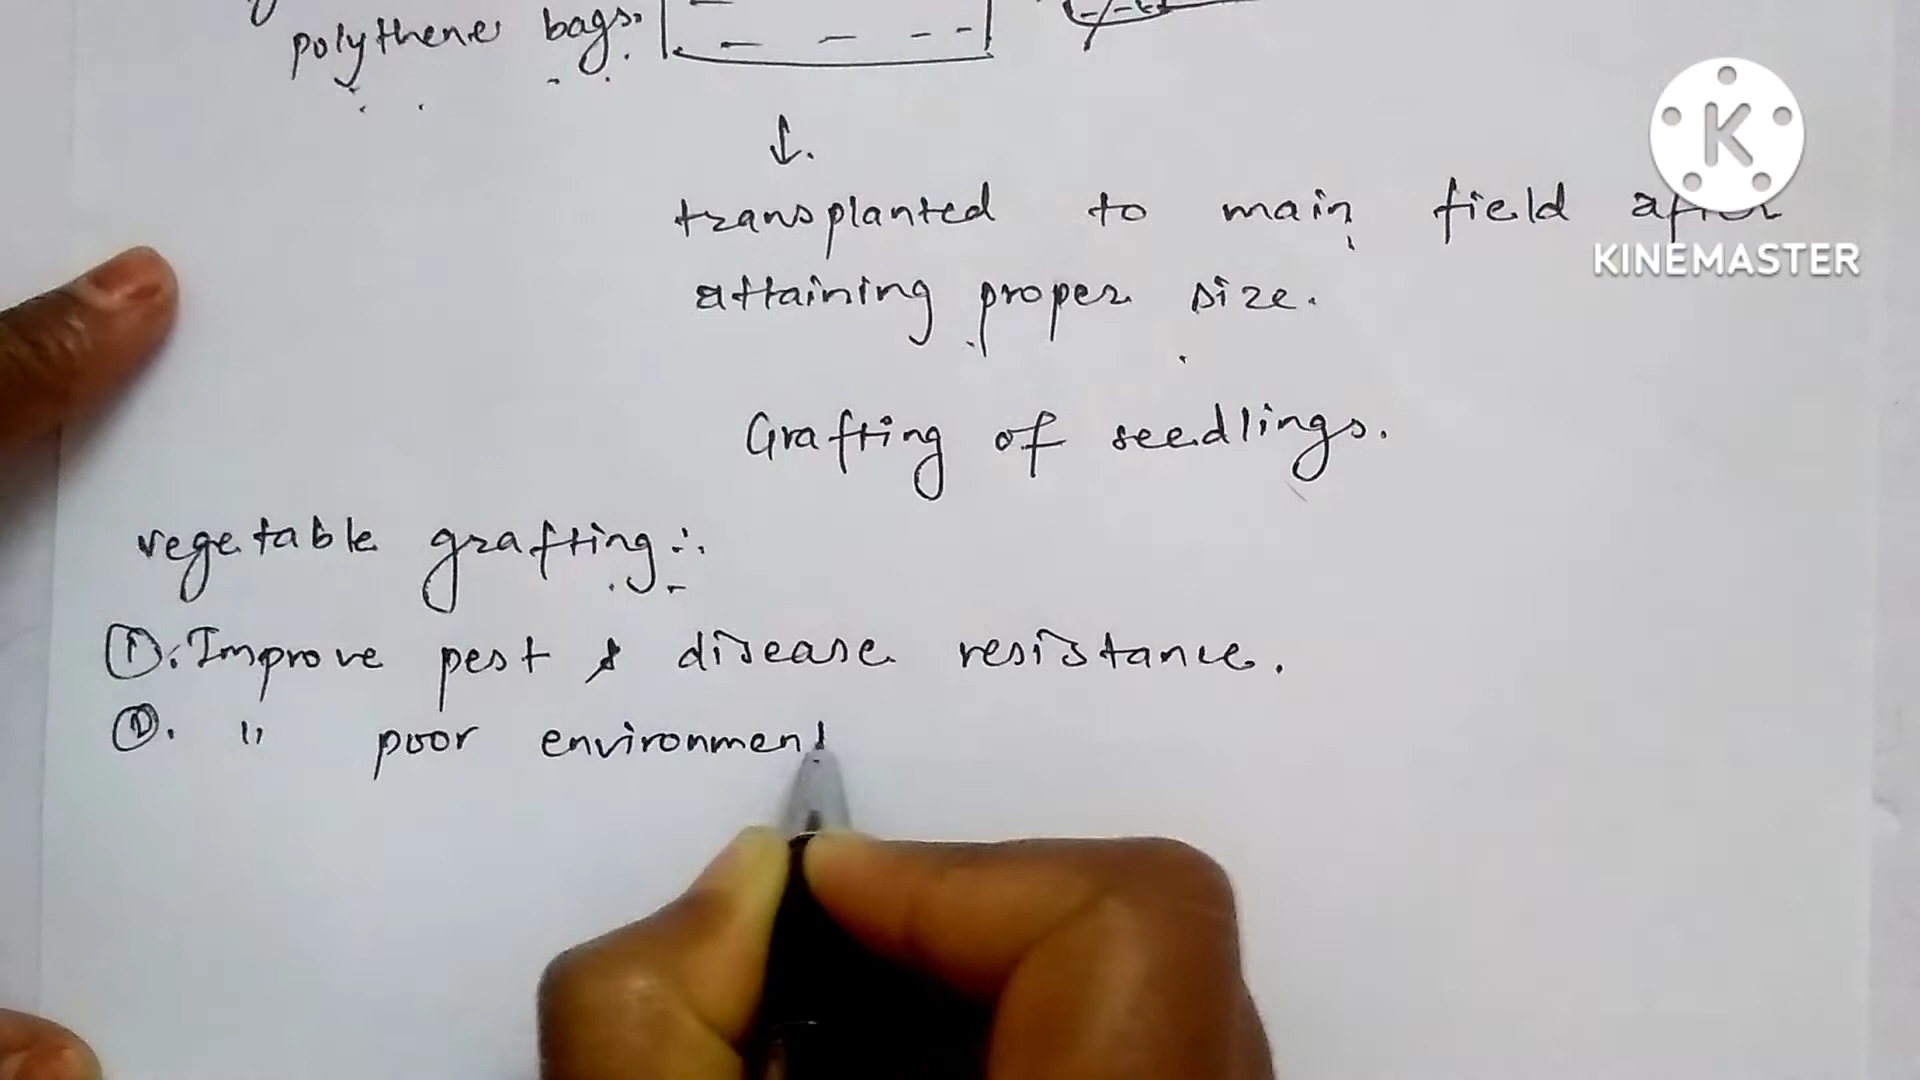 polythene bags.
↓.
transplanted to main field after
attaining proper size.
Grafting of seedlings.
vegetable grafting :-
①. Improve pest & disease resistance.
②. " poor environment
K
KINEMASTER